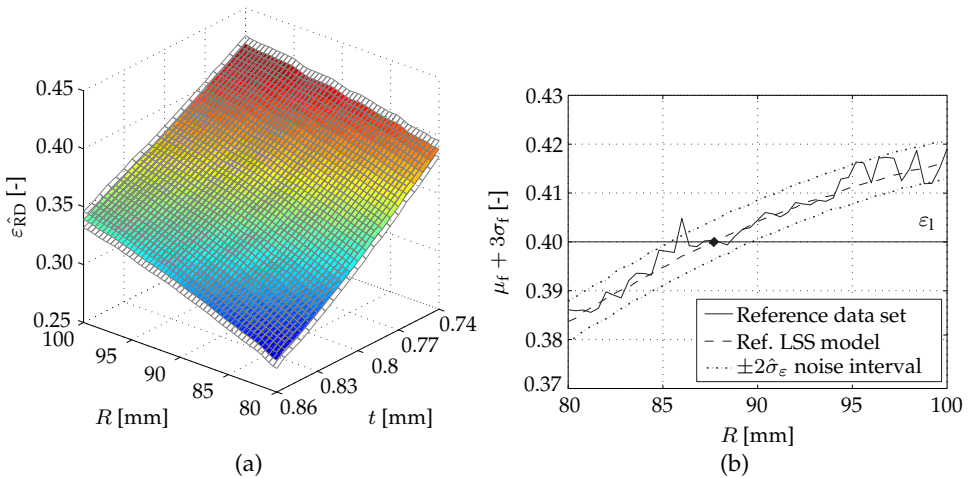 0.45
0.40
0.35
0.30
0.25
ε_R̂D [-]
100
95
90
85
80
R [mm]
0.86
0.83
0.8
0.77
0.74
t [mm]
(a)
0.43
0.42
0.41
0.40
0.39
0.38
0.37
μ_f + 3σ_f [-]
ε_l
Reference data set
Ref. LSS model
±2σ̂_ε noise interval
80
85
90
95
100
R [mm]
(b)